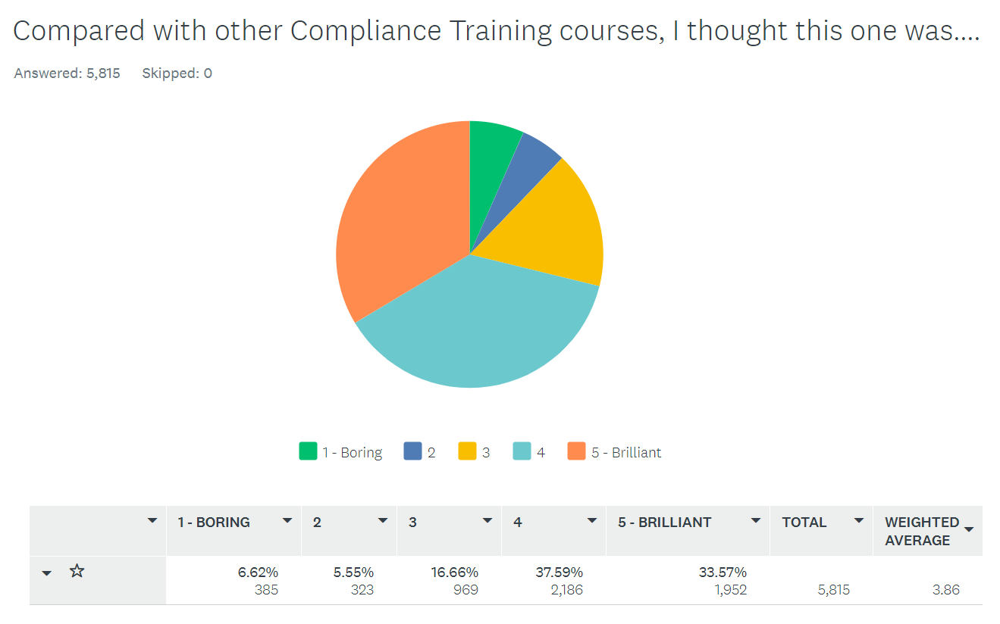 Compared with other Compliance Training courses, I thought this one was....
Answered: 5,815 Skipped: 0
1 - Boring 2 3 4 5 - Brilliant
1 - BORING 2 3 4 5 - BRILLIANT TOTAL WEIGHTED
AVERAGE
6.62% 5.55% 16.66% 37.59% 33.57%
385 323 969 2,186 1,952 5,815 3.86